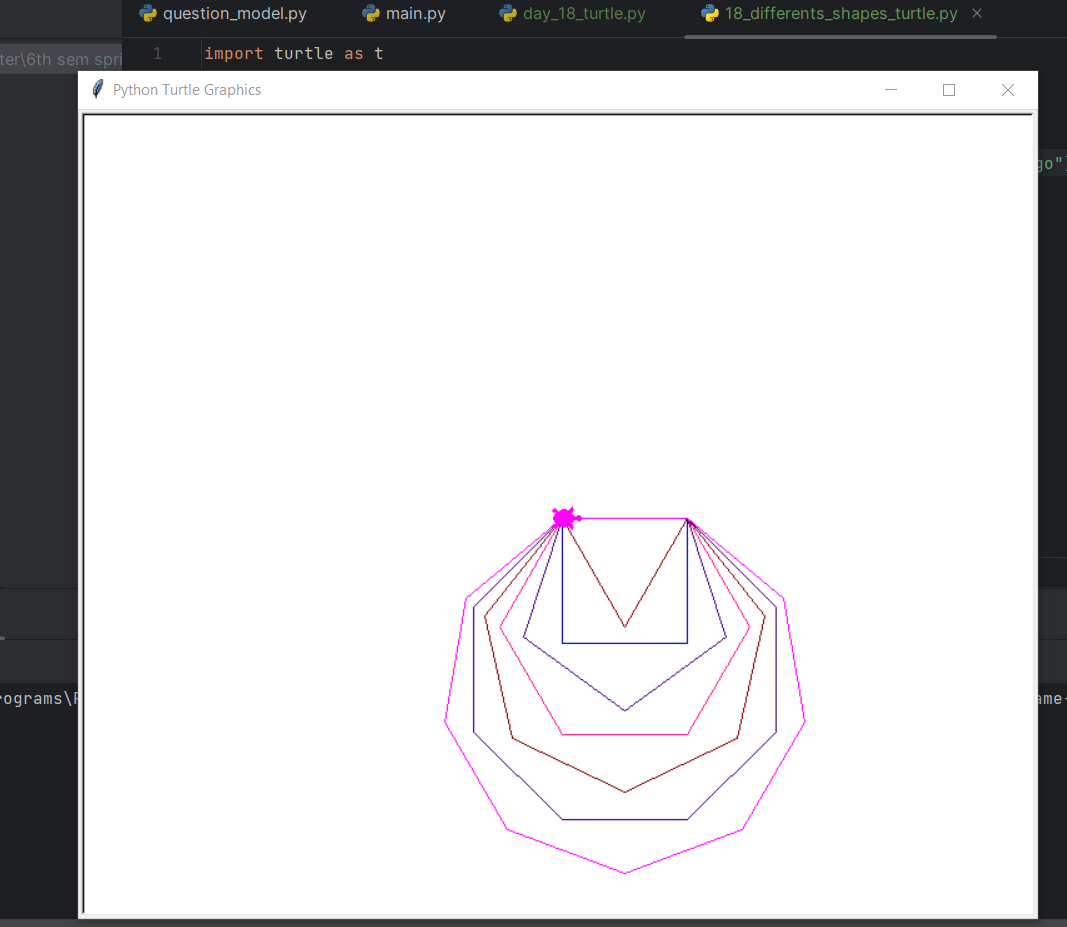 question_model.py main.py day_18_turtle.py 18_differents_shapes_turtle.py
ter\6th sem spri 1 import turtle as t
Python Turtle Graphics
go")
rograms\ ame-